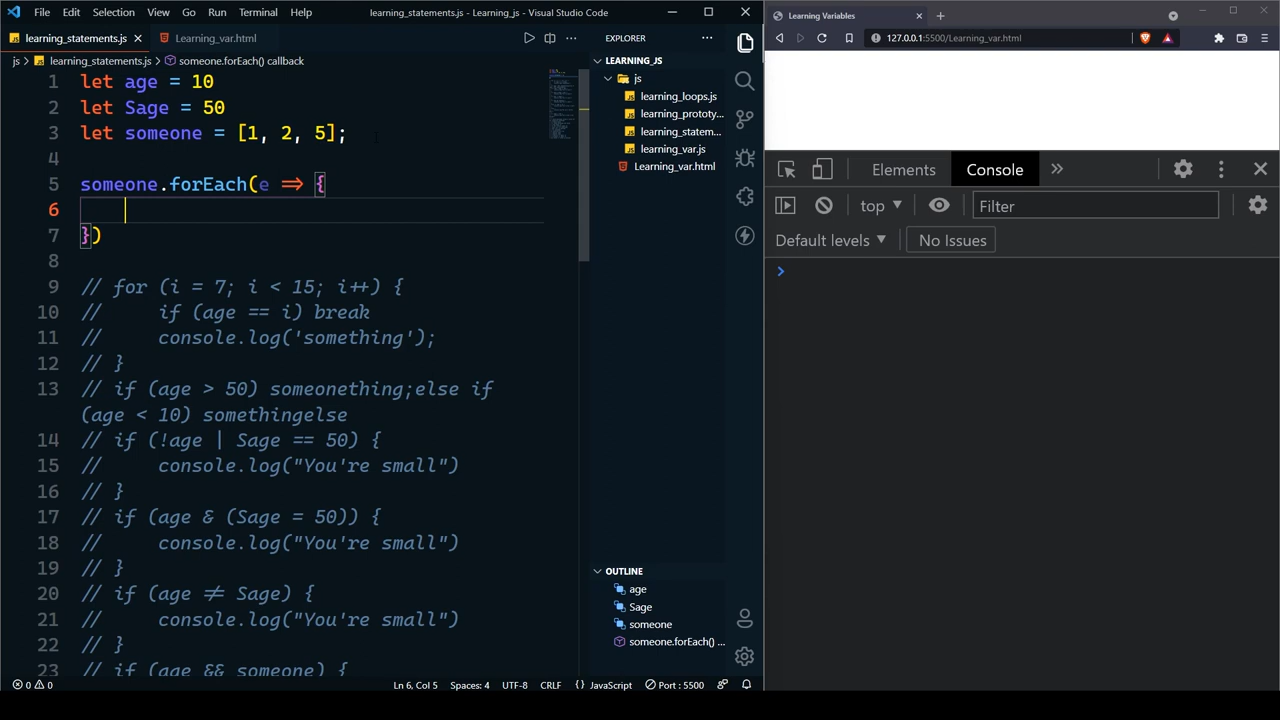 File Edit Selection View Go Run Terminal Help learning_statements.js - Learning_js - Visual Studio Code
learning_statements.js Learning_var.html
js > learning_statements.js > someone.forEach() callback
1 let age = 10
2 let Sage = 50
3 let someone = [1, 2, 5];
4
5 someone.forEach(e => {
6
7 })
8
9 // for (i = 7; i < 15; i++) {
10 // if (age == i) break
11 // console.log('something');
12 // }
13 // if (age > 50) someonething;else if
(age < 10) somethingelse
14 // if (!age | Sage == 50) {
15 // console.log("You're small")
16 // }
17 // if (age & (Sage = 50)) {
18 // console.log("You're small")
19 // }
20 // if (age ≠ Sage) {
21 // console.log("You're small")
22 // }
23 // if (age && someone) {
EXPLORER
LEARNING_JS
js
learning_loops.js
learning_prototy...
learning_statem...
learning_var.js
Learning_var.html
OUTLINE
age
Sage
someone
someone.forEach() ...
0 0 Ln 6, Col 5 Spaces: 4 UTF-8 CRLF {} JavaScript Port : 5500
Learning Variables
127.0.0.1:5500/Learning_var.html
Elements Console
top Filter
Default levels No Issues